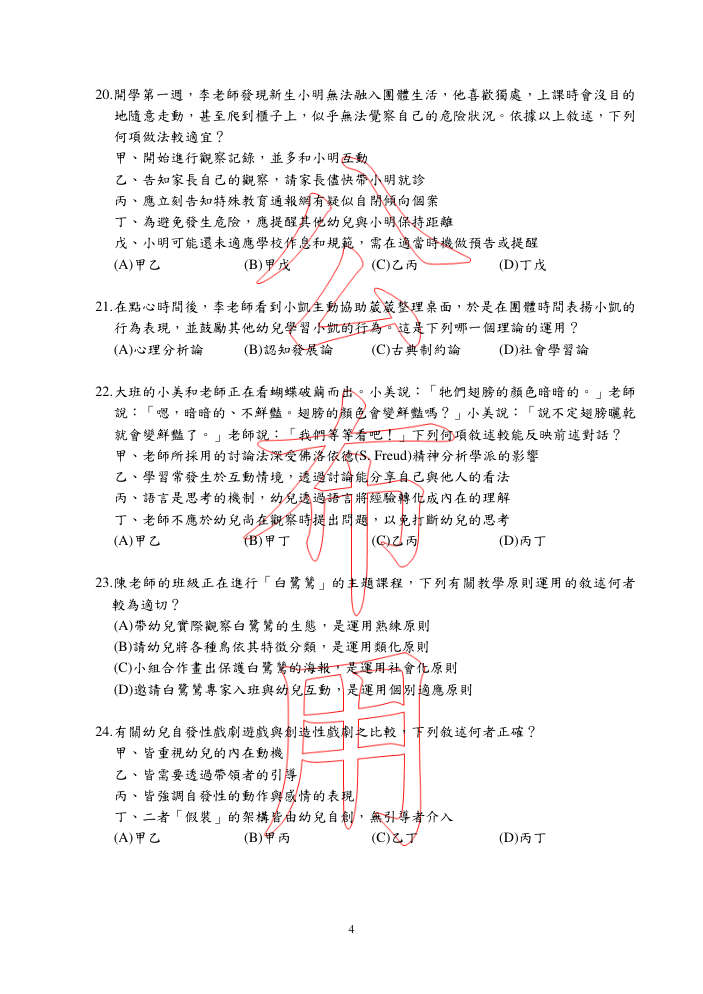 20.開學第一週，李老師發現新生小明無法融入團體生活，他喜歡獨處，上課時會沒目的
地隨意走動，甚至爬到櫃子上，似乎無法覺察自己的危險狀況。依據以上敘述，下列
何項做法較適宜？
甲、開始進行觀察記錄，並多和小明互動
乙、告知家長自己的觀察，請家長儘快帶小明就診
丙、應立刻告知特殊教育通報網有疑似自閉傾向個案
丁、為避免發生危險，應提醒其他幼兒與小明保持距離
戊、小明可能還未適應學校作息和規範，需在適當時機做預告或提醒
(A)甲乙 (B)甲戊 (C)乙丙 (D)丁戊
21.在點心時間後，李老師看到小凱主動協助葳葳整理桌面，於是在團體時間表揚小凱的
行為表現，並鼓勵其他幼兒學習小凱的行為。這是下列哪一個理論的運用？
(A)心理分析論 (B)認知發展論 (C)古典制約論 (D)社會學習論
22.大班的小美和老師正在看蝴蝶破繭而出。小美說：「牠們翅膀的顏色暗暗的。」老師
說：「嗯，暗暗的、不鮮豔。翅膀的顏色會變鮮豔嗎？」小美說：「說不定翅膀曬乾
就會變鮮豔了。」老師說：「我們等等看吧！」下列何項敘述較能反映前述對話？
甲、老師所採用的討論法深受佛洛依德(S. Freud)精神分析學派的影響
乙、學習常發生於互動情境，透過討論能分享自己與他人的看法
丙、語言是思考的機制，幼兒透過語言將經驗轉化成內在的理解
丁、老師不應於幼兒尚在觀察時提出問題，以免打斷幼兒的思考
(A)甲乙 (B)甲丁 (C)乙丙 (D)丙丁
23.陳老師的班級正在進行「白鷺鷥」的主題課程，下列有關教學原則運用的敘述何者
較為適切？
(A)帶幼兒實際觀察白鷺鷥的生態，是運用熟練原則
(B)請幼兒將各種鳥依其特徵分類，是運用類化原則
(C)小組合作畫出保護白鷺鷥的海報，是運用社會化原則
(D)邀請白鷺鷥專家入班與幼兒互動，是運用個別適應原則
24.有關幼兒自發性戲劇遊戲與創造性戲劇之比較，下列敘述何者正確？
甲、皆重視幼兒的內在動機
乙、皆需要透過帶領者的引導
丙、皆強調自發性的動作與感情的表現
丁、二者「假裝」的架構皆由幼兒自創，無引導者介入
(A)甲乙 (B)甲丙 (C)乙丁 (D)丙丁
公布用
4